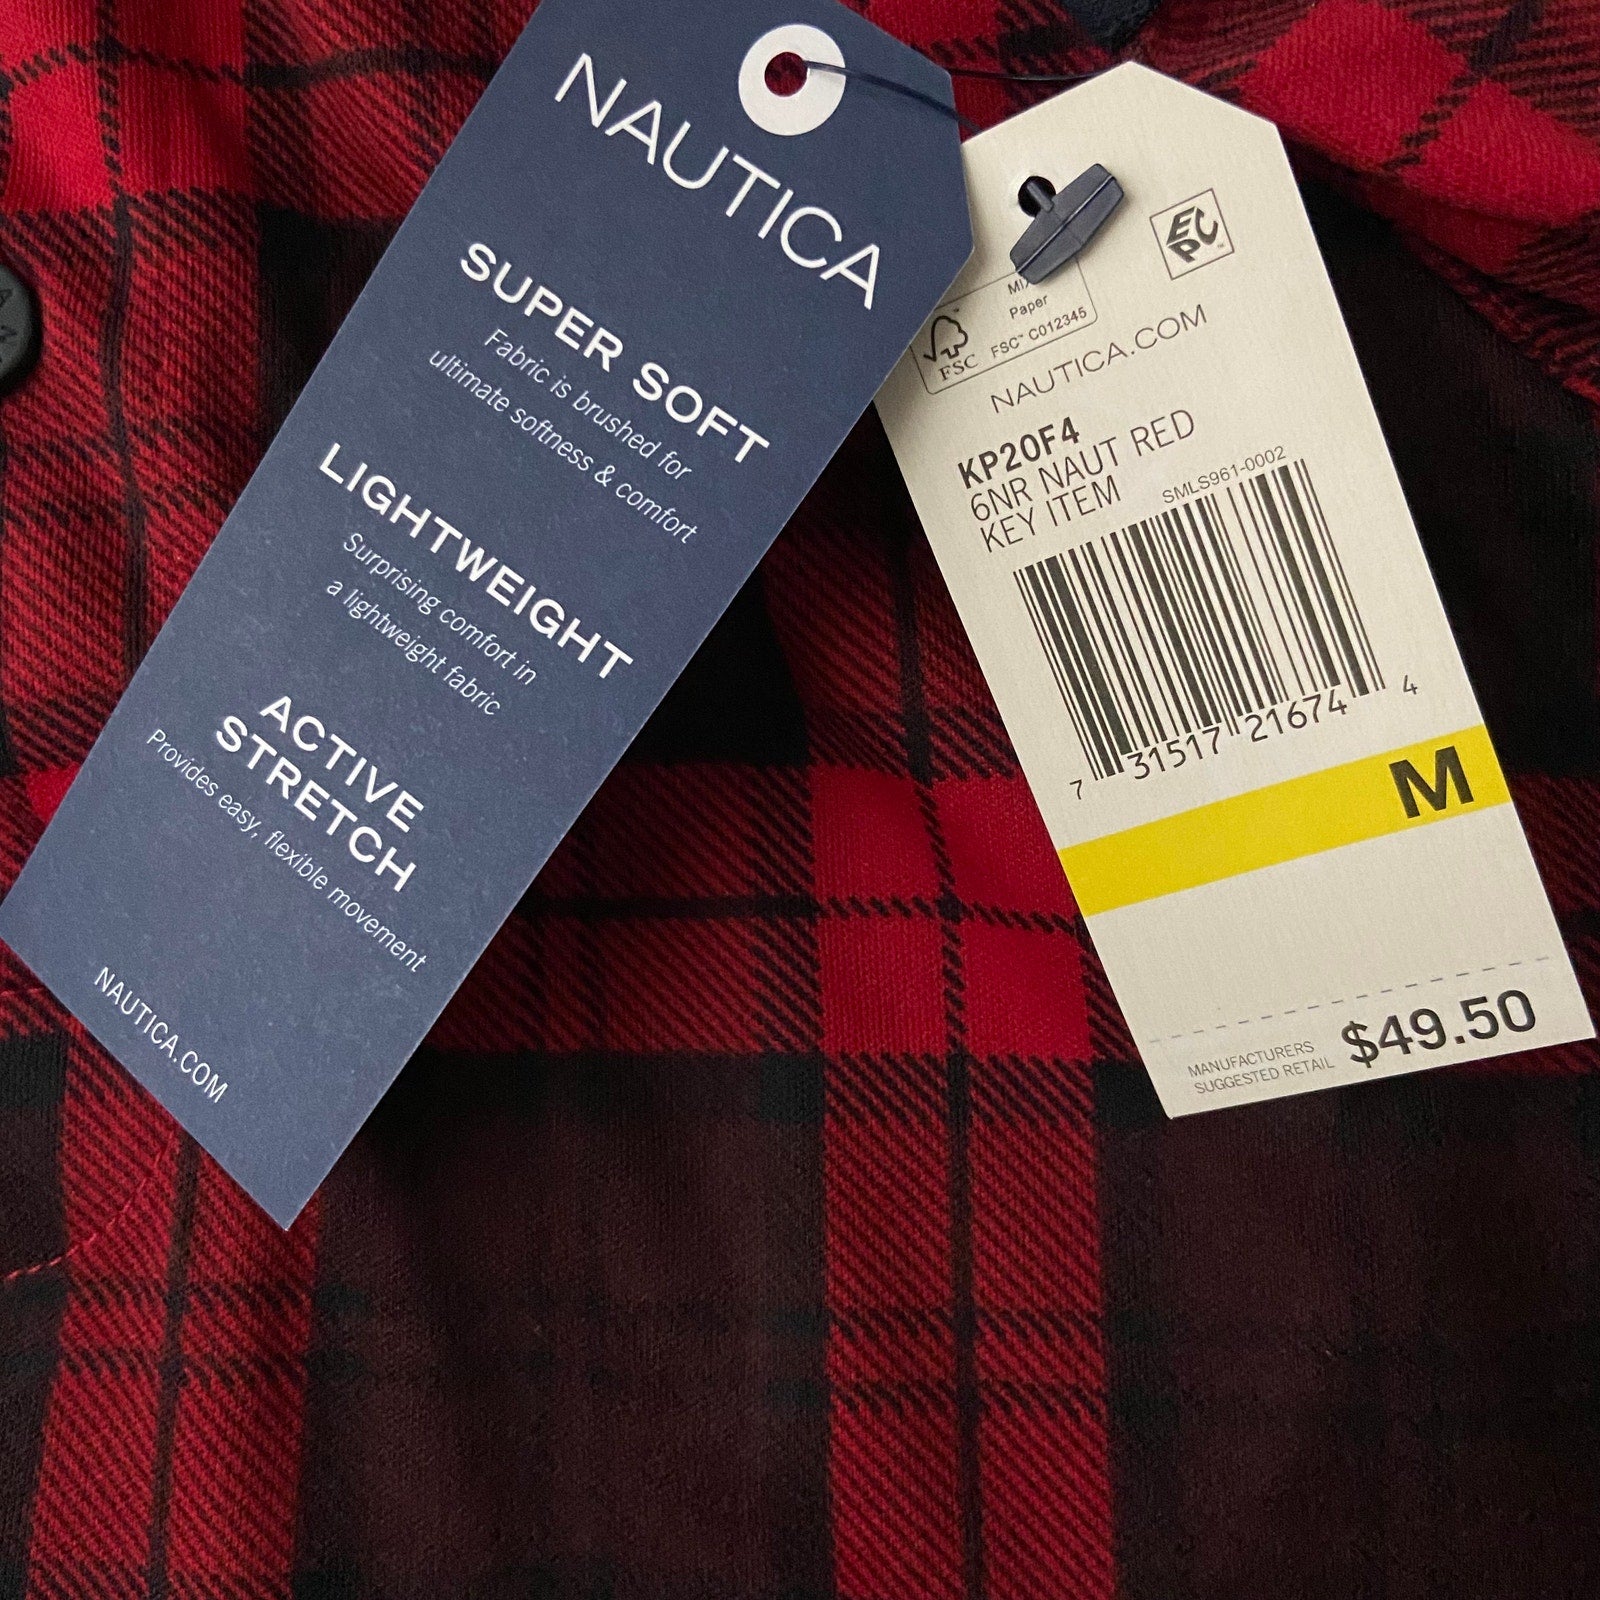 NAUTICA
SUPER SOFT
Fabric is brushed for
ultimate softness & comfort
LIGHTWEIGHT
Surprising comfort in
a lightweight fabric
ACTIVE
STRETCH
Provides easy, flexible movement
NAUTICA.COM
EPC
Paper
FSC™ C012345
FSC
NAUTICA.COM
KP20F4
6NR NAUT RED
KEY ITEM
SMLS961-0002
7 31517 21674 4
M
MANUFACTURERS
SUGGESTED RETAIL
$49.50